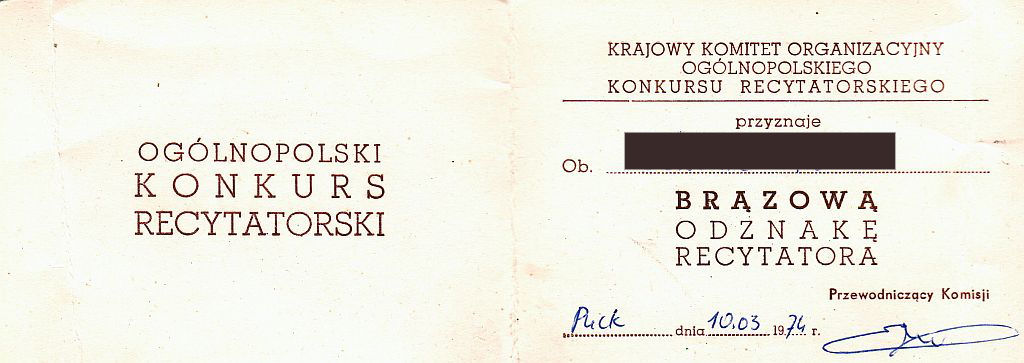 OGÓLNOPOLSKI
KONKURS
RECYTATORSKI
KRAJOWY KOMITET ORGANIZACYJNY
OGÓLNOPOLSKIEGO
KONKURSU RECYTATORSKIEGO
przyznaje
Ob.
BRĄZOWĄ
ODZNAKĘ
RECYTATORA
Przewodniczący Komisji
Puck dnia 10.03 1974 r.